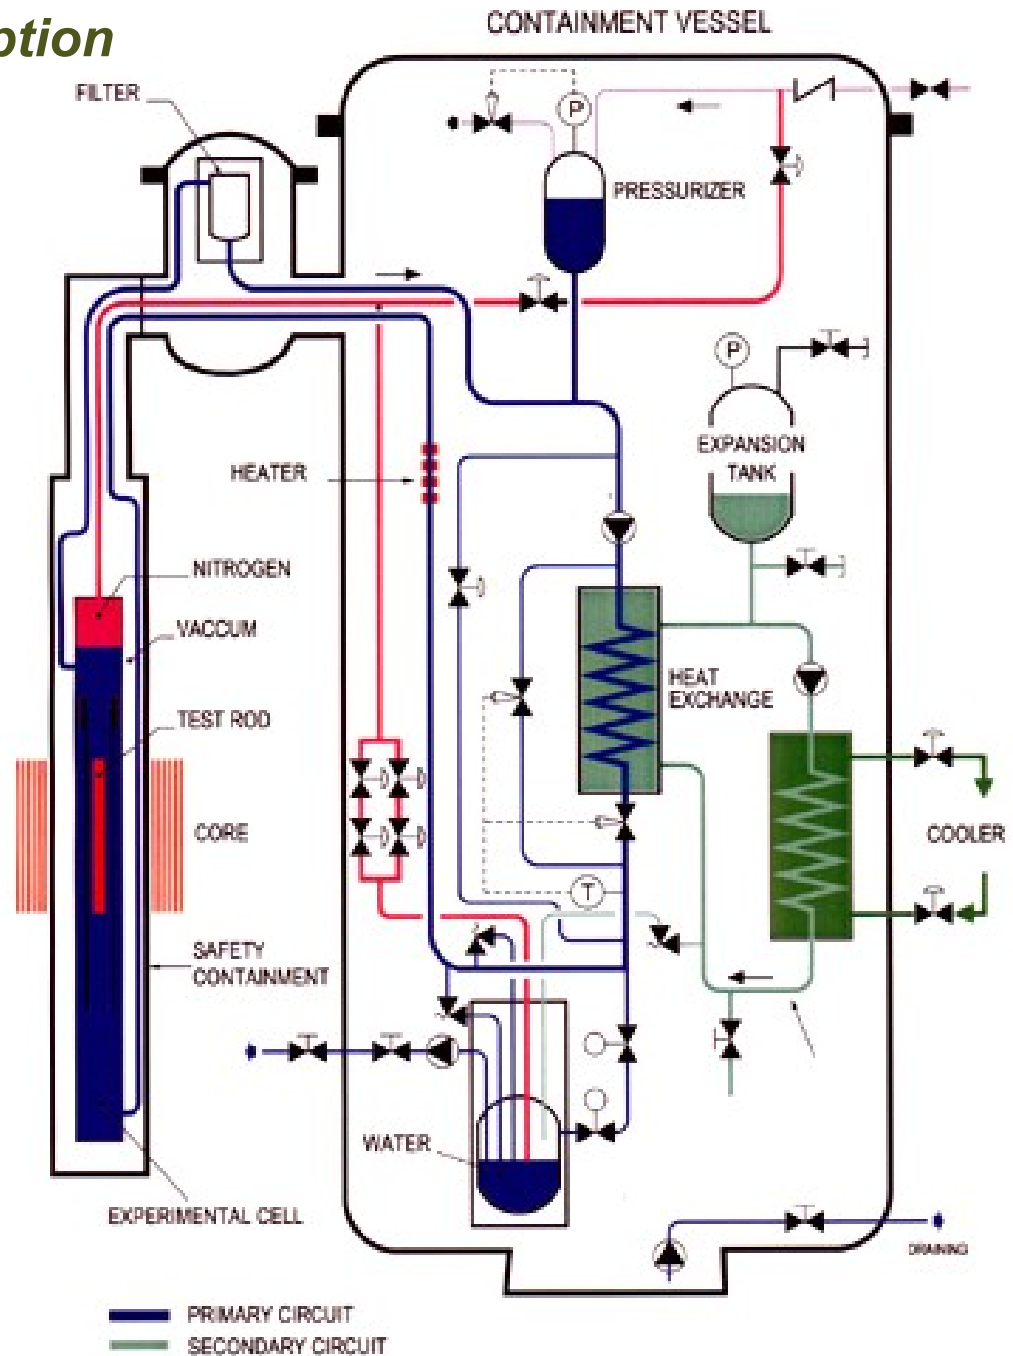 ption
CONTAINMENT VESSEL
FILTER
P
PRESSURIZER
P
EXPANSION
TANK
HEATER
NITROGEN
VACCUM
HEAT
EXCHANGE
TEST ROD
CORE
COOLER
T
SAFETY
CONTAINMENT
WATER
EXPERIMENTAL CELL
DRAINING
PRIMARY CIRCUIT
SECONDARY CIRCUIT